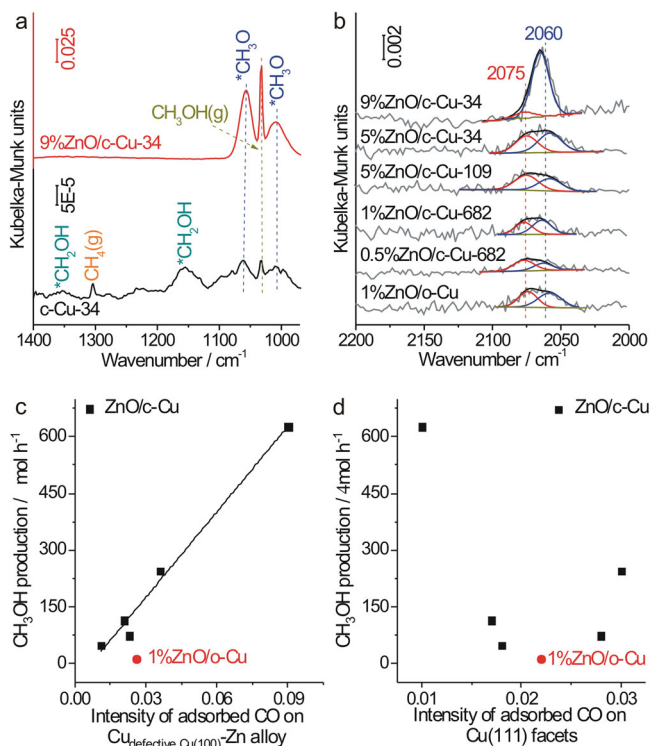 a
0.025
*CH₃O
*CH₃O
CH₃OH(g)
9%ZnO/c-Cu-34
Kubelka-Munk units
5E-5
*CH₂OH
CH₄(g)
*CH₂OH
c-Cu-34
1400 1300 1200 1100 1000
Wavenumber / cm⁻¹
b
0.002
2060
2075
9%ZnO/c-Cu-34
5%ZnO/c-Cu-34
5%ZnO/c-Cu-109
1%ZnO/c-Cu-682
0.5%ZnO/c-Cu-682
1%ZnO/o-Cu
Kubelka-Munk units
2200 2150 2100 2050 2000
Wavenumber / cm⁻¹
c
ZnO/c-Cu
600
450
300
150
0
CH₃OH production / mol h⁻¹
1%ZnO/o-Cu
0.00 0.03 0.06 0.09
Intensity of adsorbed CO on
Cu_defective Cu(100)-Zn alloy
d
ZnO/c-Cu
600
450
300
150
0
CH₃OH production / 4mol h⁻¹
1%ZnO/o-Cu
0.01 0.02 0.03
Intensity of adsorbed CO on
Cu(111) facets